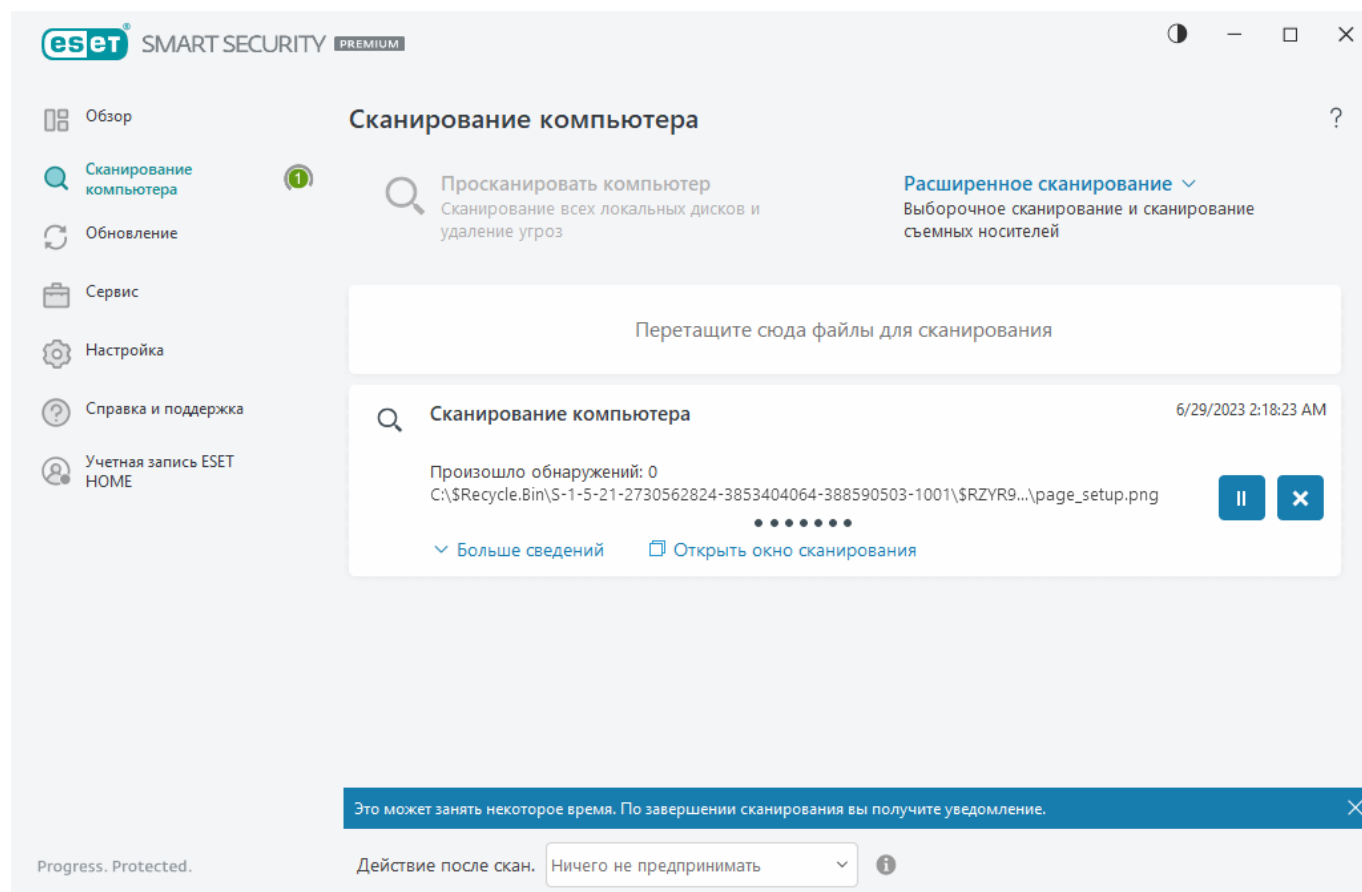 eseT® SMART SECURITY PREMIUM
Обзор
Сканирование
компьютера
1
Обновление
Сервис
Настройка
Справка и поддержка
Учетная запись ESET
HOME
Progress. Protected.
Сканирование компьютера
?
Просканировать компьютер
Сканирование всех локальных дисков и
удаление угроз
Расширенное сканирование
Выборочное сканирование и сканирование
съемных носителей
Перетащите сюда файлы для сканирования
Сканирование компьютера
6/29/2023 2:18:23 AM
Произошло обнаружений: 0
C:\$Recycle.Bin\S-1-5-21-2730562824-3853404064-388590503-1001\$RZYR9...\page_setup.png
Больше сведений
Открыть окно сканирования
Это может занять некоторое время. По завершении сканирования вы получите уведомление.
Действие после скан. Ничего не предпринимать